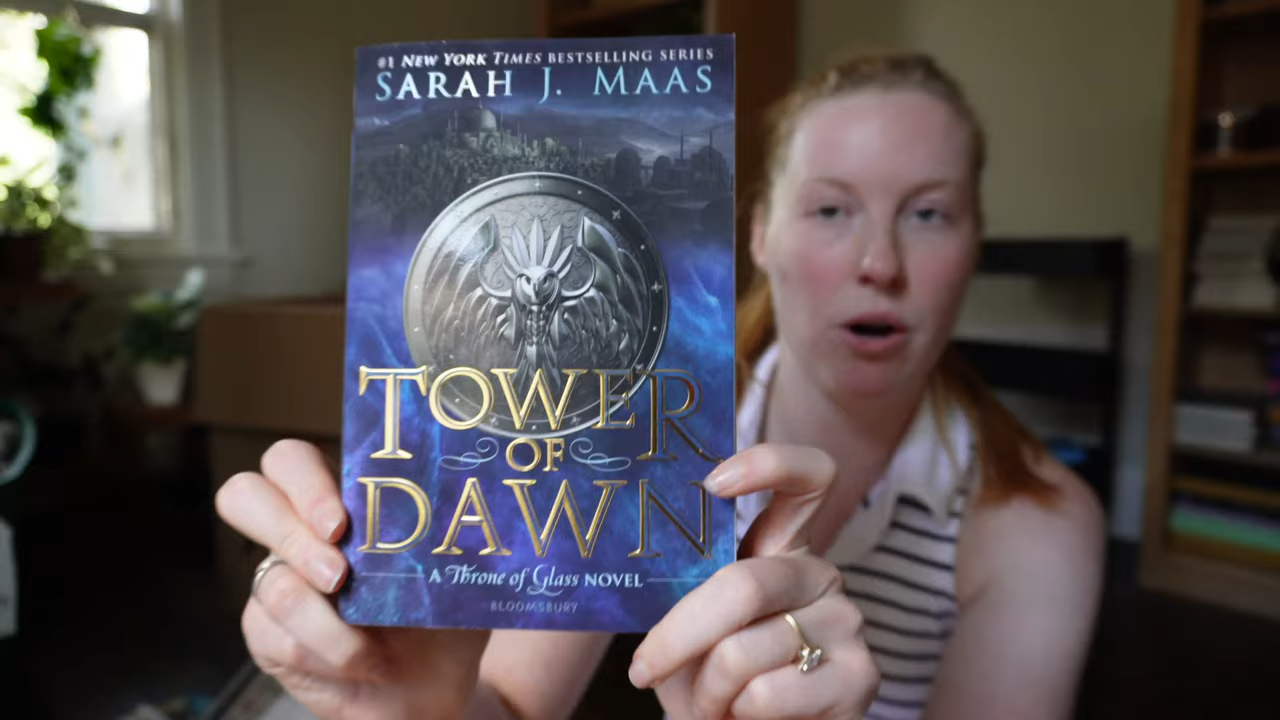 #1 NEW YORK TIMES BESTSELLING SERIES
SARAH J. MAAS
TOWER
OF
DAWN
A Throne of Glass NOVEL
BLOOMSBURY